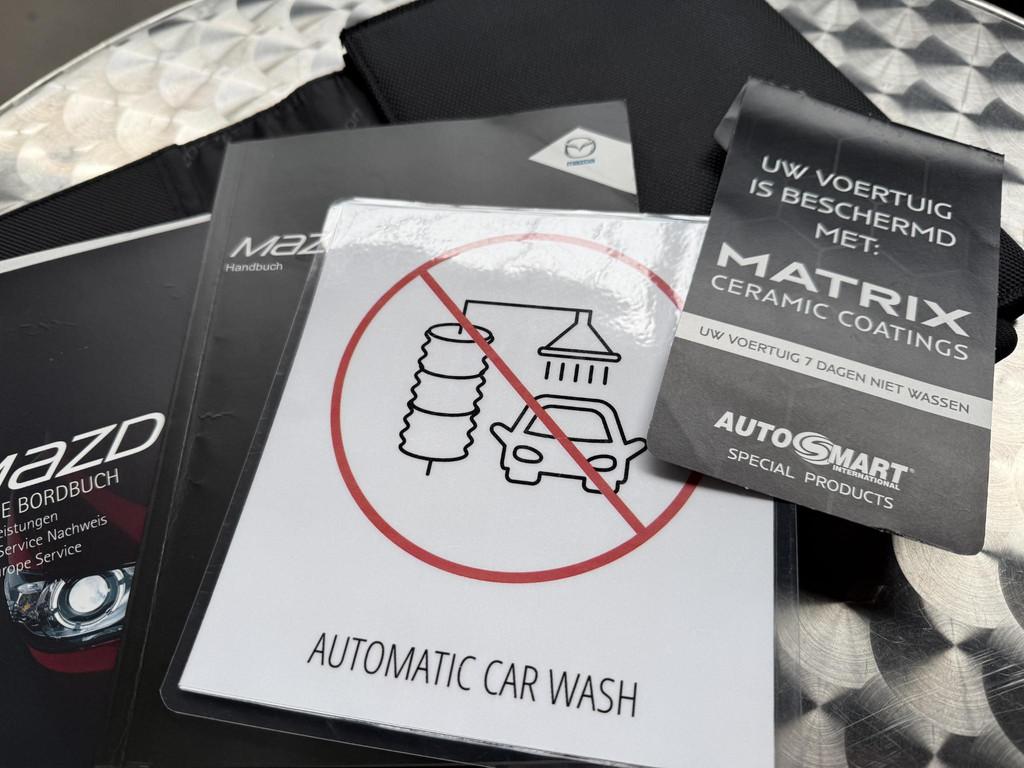 UW VOERTUIG
IS BESCHERMD
MET:
MATRIX
CERAMIC COATINGS
UW VOERTUIG 7 DAGEN NIET WASSEN
AUTOSMART
INTERNATIONAL
SPECIAL PRODUCTS
mazda
Handbuch
AUTOMATIC CAR WASH
BORDBUCH
Service Nachweis
Service